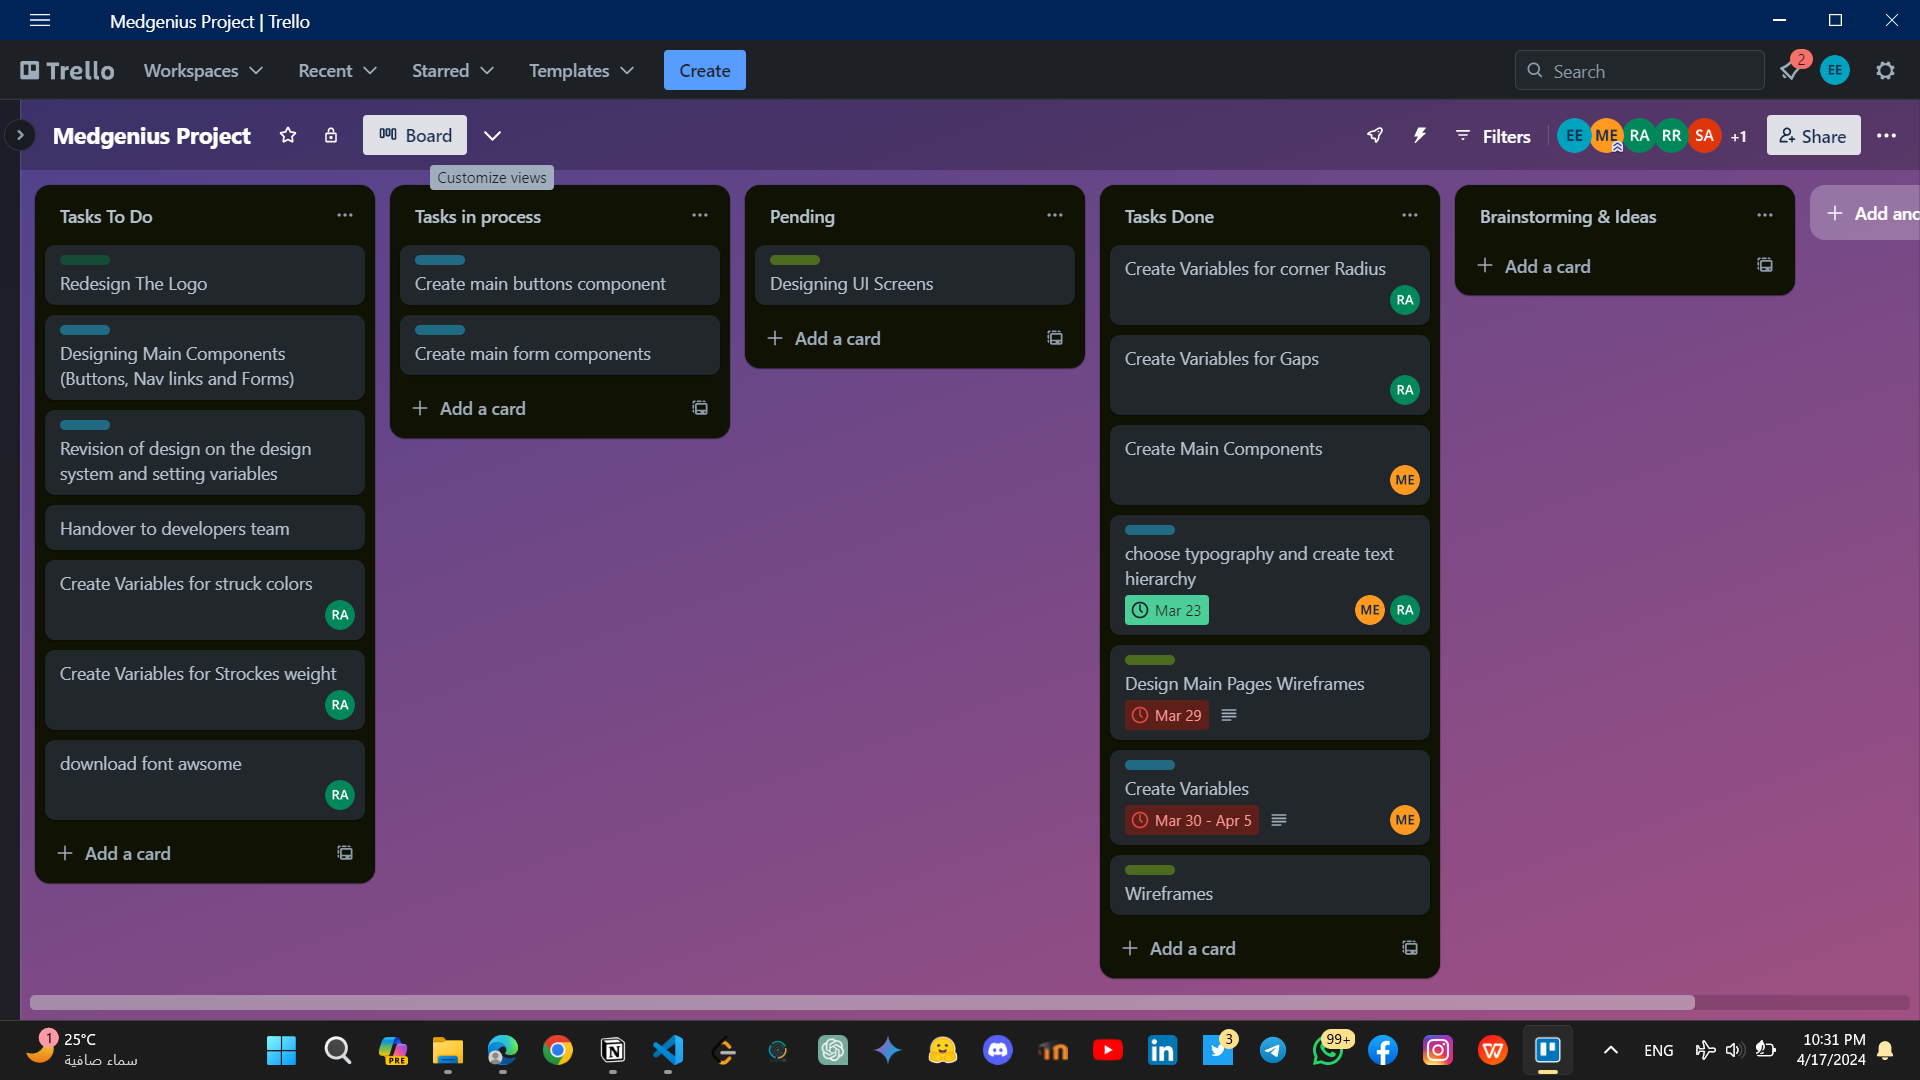 Medgenius Project | Trello
Trello
Workspaces
Recent
Starred
Templates
Create
Search
2
EE
Medgenius Project
Board
Filters
EE
ME
RA
RR
SA
+1
Share
Customize views
Tasks To Do
Redesign The Logo
Designing Main Components
(Buttons, Nav links and Forms)
Revision of design on the design
system and setting variables
Handover to developers team
Create Variables for struck colors
RA
Create Variables for Strockes weight
RA
download font awsome
RA
Add a card
Tasks in process
Create main buttons component
Create main form components
Add a card
Pending
Designing UI Screens
Add a card
Tasks Done
Create Variables for corner Radius
RA
Create Variables for Gaps
RA
Create Main Components
ME
choose typography and create text
hierarchy
Mar 23
ME
RA
Design Main Pages Wireframes
Mar 29
Create Variables
Mar 30 - Apr 5
ME
Wireframes
Add a card
Brainstorming & Ideas
Add a card
Add anc
1
25°C
سماء صافية
PRE
in
3
99+
ENG
10:31 PM
4/17/2024